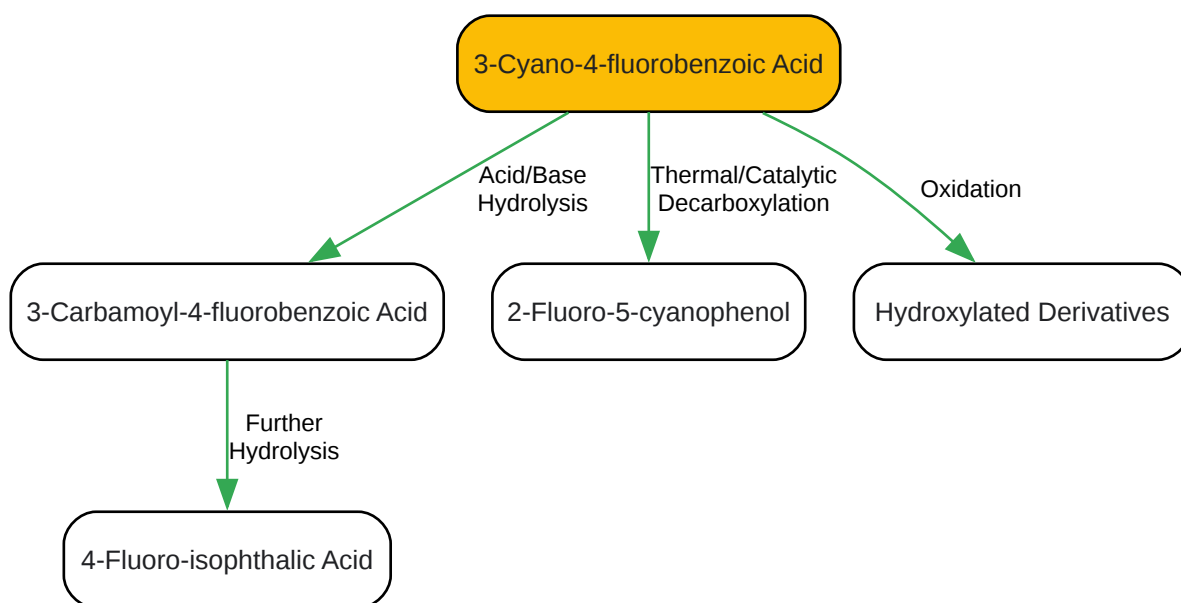 3-Cyano-4-fluorobenzoic Acid
Acid/Base
Hydrolysis
Thermal/Catalytic
Decarboxylation
Oxidation
3-Carbamoyl-4-fluorobenzoic Acid
2-Fluoro-5-cyanophenol
Hydroxylated Derivatives
Further
Hydrolysis
4-Fluoro-isophthalic Acid